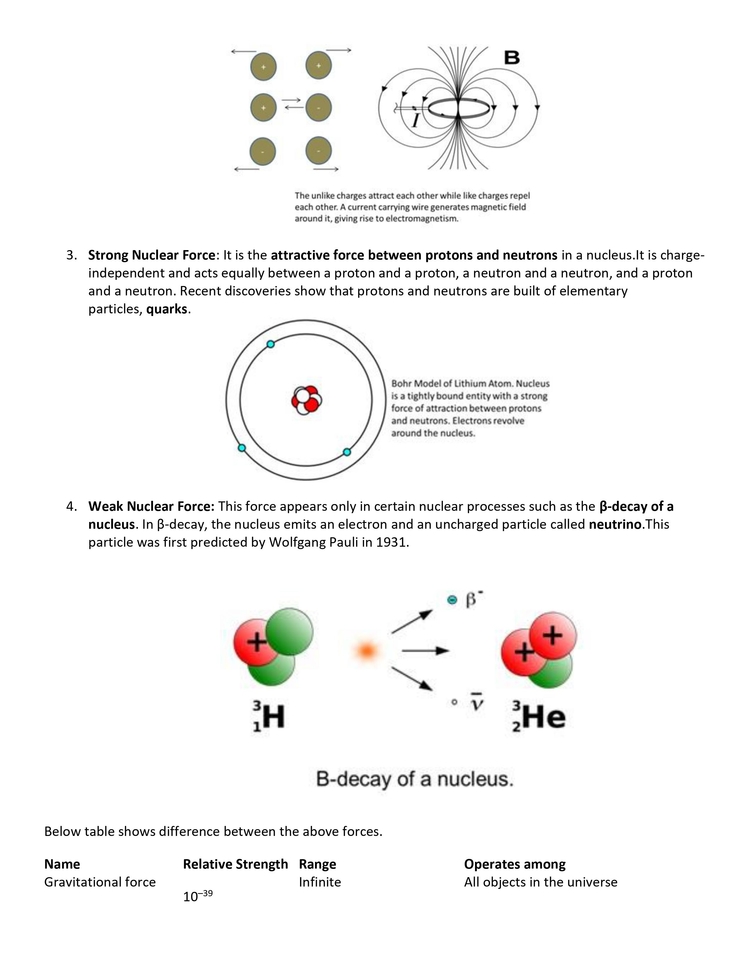 + +
B
+ -
I
- -
The unlike charges attract each other while like charges repel
each other. A current carrying wire generates magnetic field
around it, giving rise to electromagnetism.
3. Strong Nuclear Force: It is the attractive force between protons and neutrons in a nucleus.It is charge-
independent and acts equally between a proton and a proton, a neutron and a neutron, and a proton
and a neutron. Recent discoveries show that protons and neutrons are built of elementary
particles, quarks.
Bohr Model of Lithium Atom. Nucleus
is a tightly bound entity with a strong
force of attraction between protons
and neutrons. Electrons revolve
around the nucleus.
4. Weak Nuclear Force: This force appears only in certain nuclear processes such as the β-decay of a
nucleus. In β-decay, the nucleus emits an electron and an uncharged particle called neutrino.This
particle was first predicted by Wolfgang Pauli in 1931.
β⁻
+ + +
ν̅
³₁H ³₂He
B-decay of a nucleus.
Below table shows difference between the above forces.
Name Relative Strength Range Operates among
Gravitational force Infinite All objects in the universe
10⁻³⁹